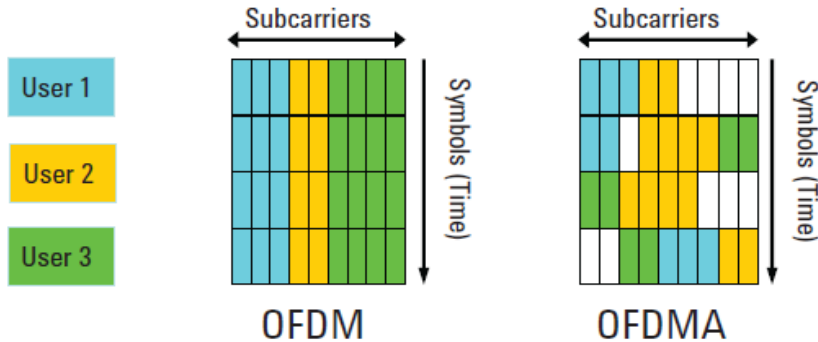 Subcarriers
Subcarriers
User 1
User 2
User 3
Symbols (Time)
Symbols (Time)
OFDM
OFDMA